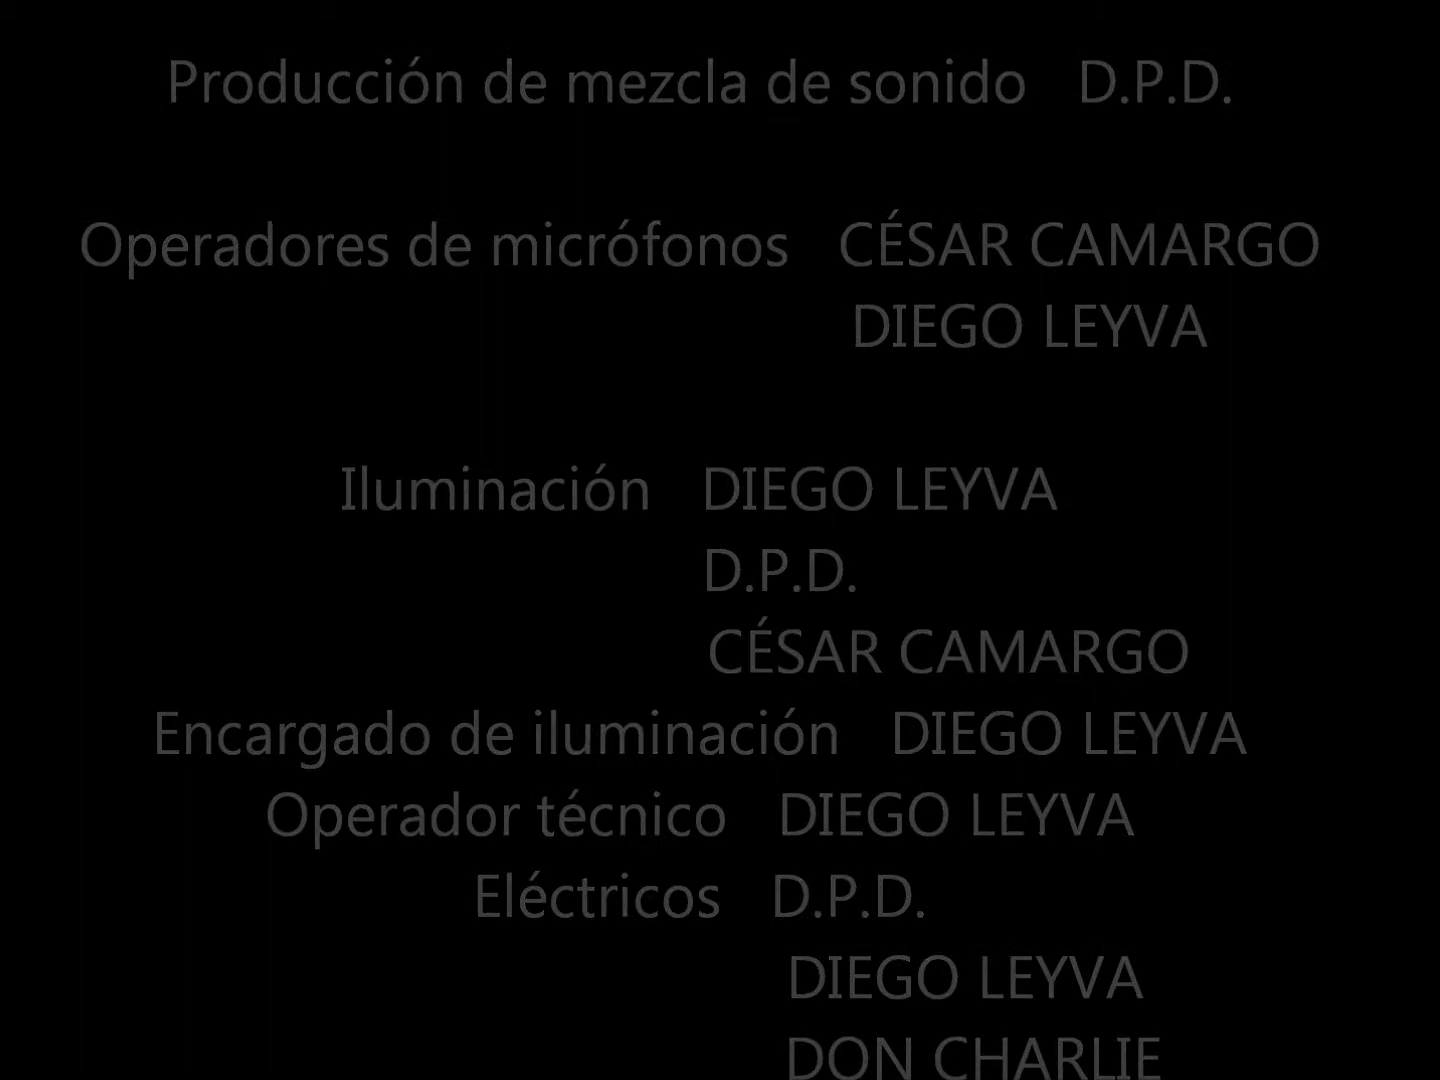 Producción de mezcla de sonido D.P.D.
Operadores de micrófonos CÉSAR CAMARGO
DIEGO LEYVA
Iluminación DIEGO LEYVA
D.P.D.
CÉSAR CAMARGO
Encargado de iluminación DIEGO LEYVA
Operador técnico DIEGO LEYVA
Eléctricos D.P.D.
DIEGO LEYVA
DON CHARLIE